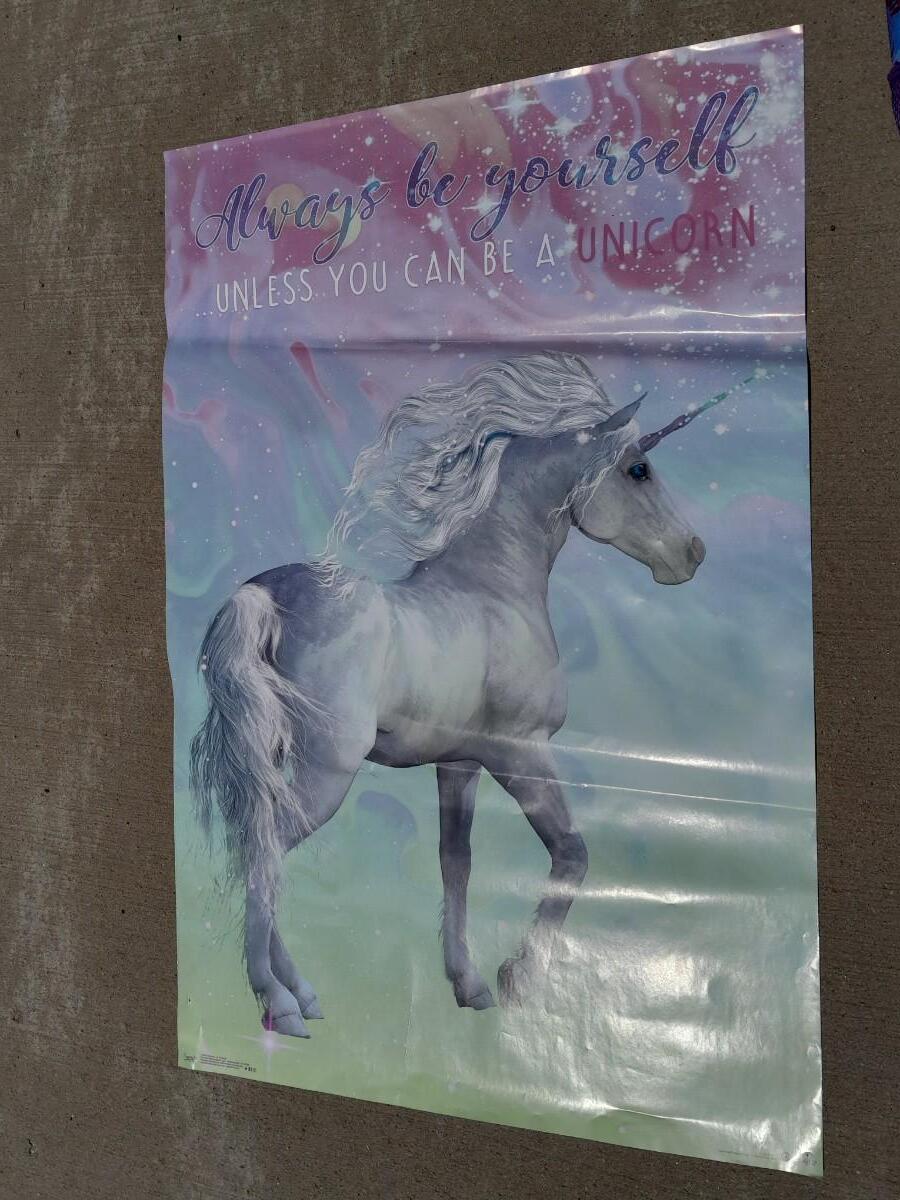 Always be yourself
...UNLESS YOU CAN BE A UNICORN